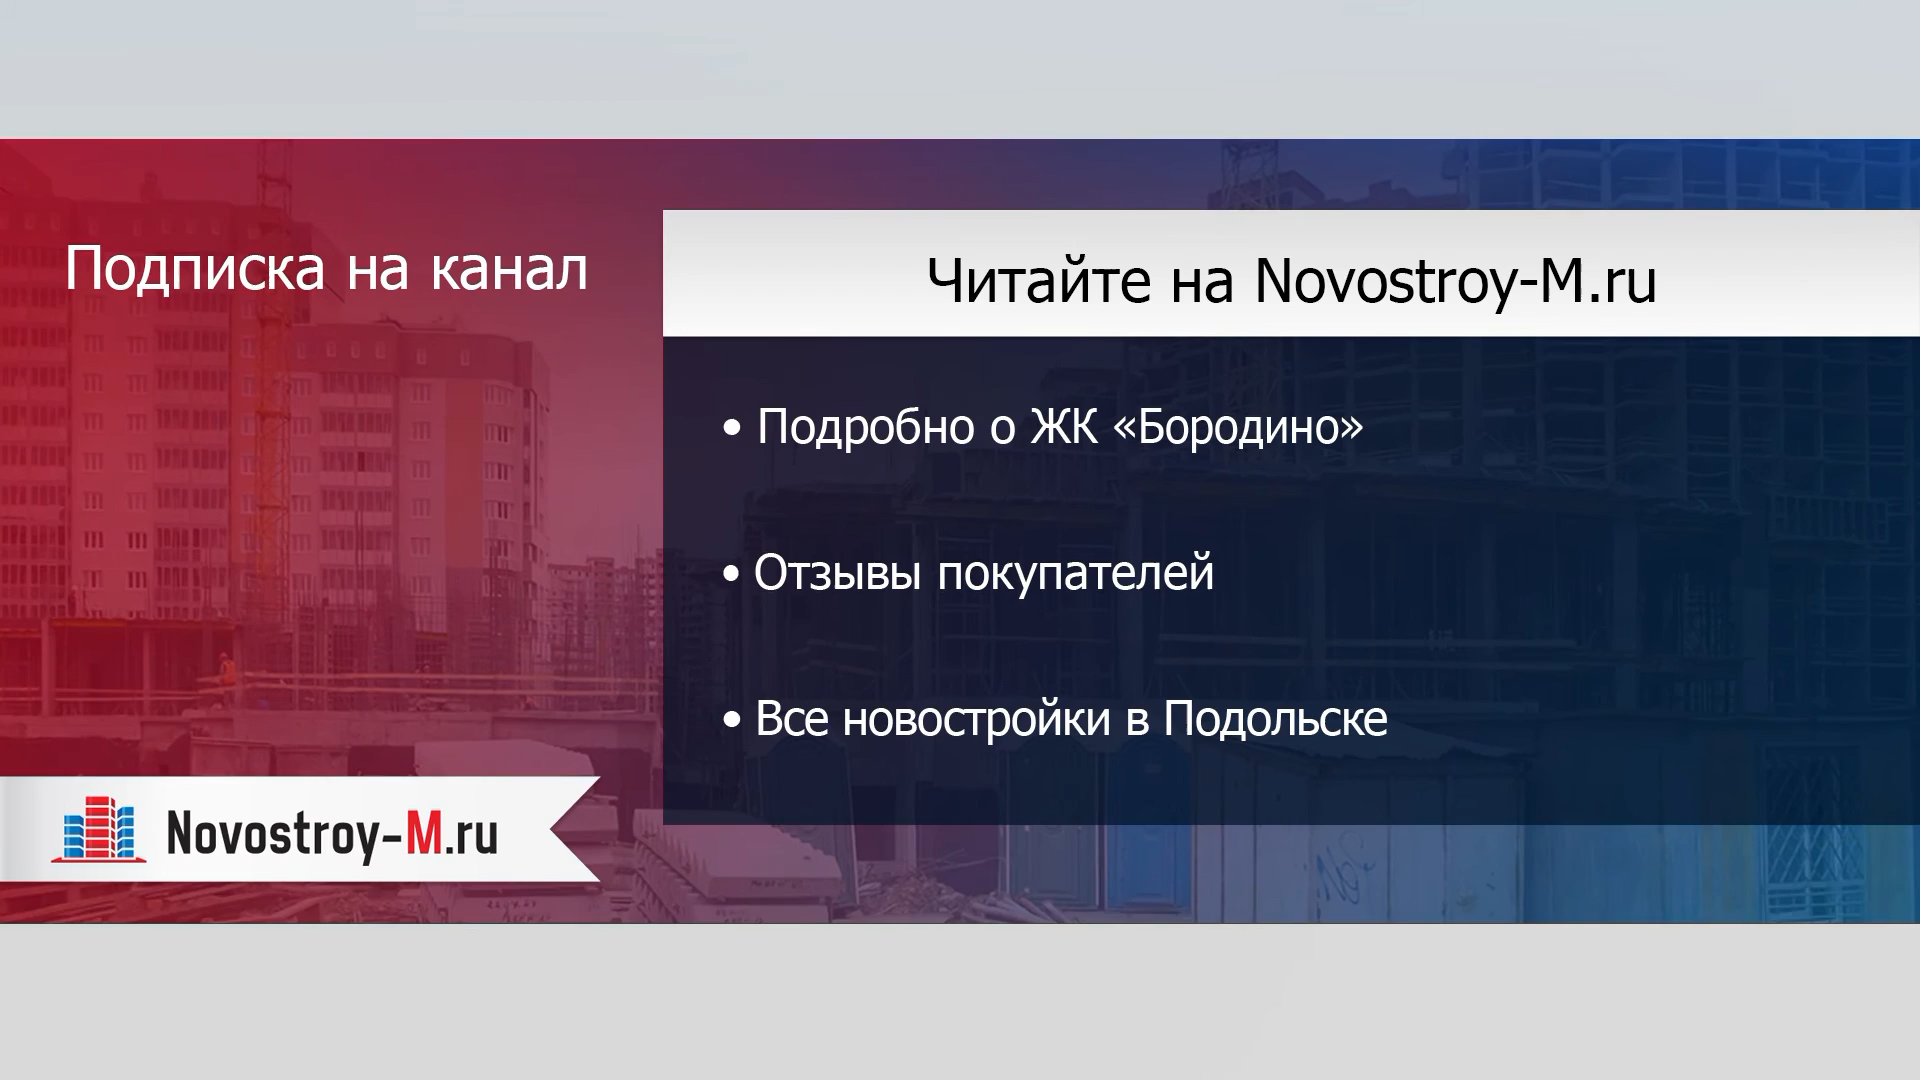 Подписка на канал
Читайте на Novostroy-M.ru
• Подробно о ЖК «Бородино»
• Отзывы покупателей
• Все новостройки в Подольске
Novostroy-M.ru